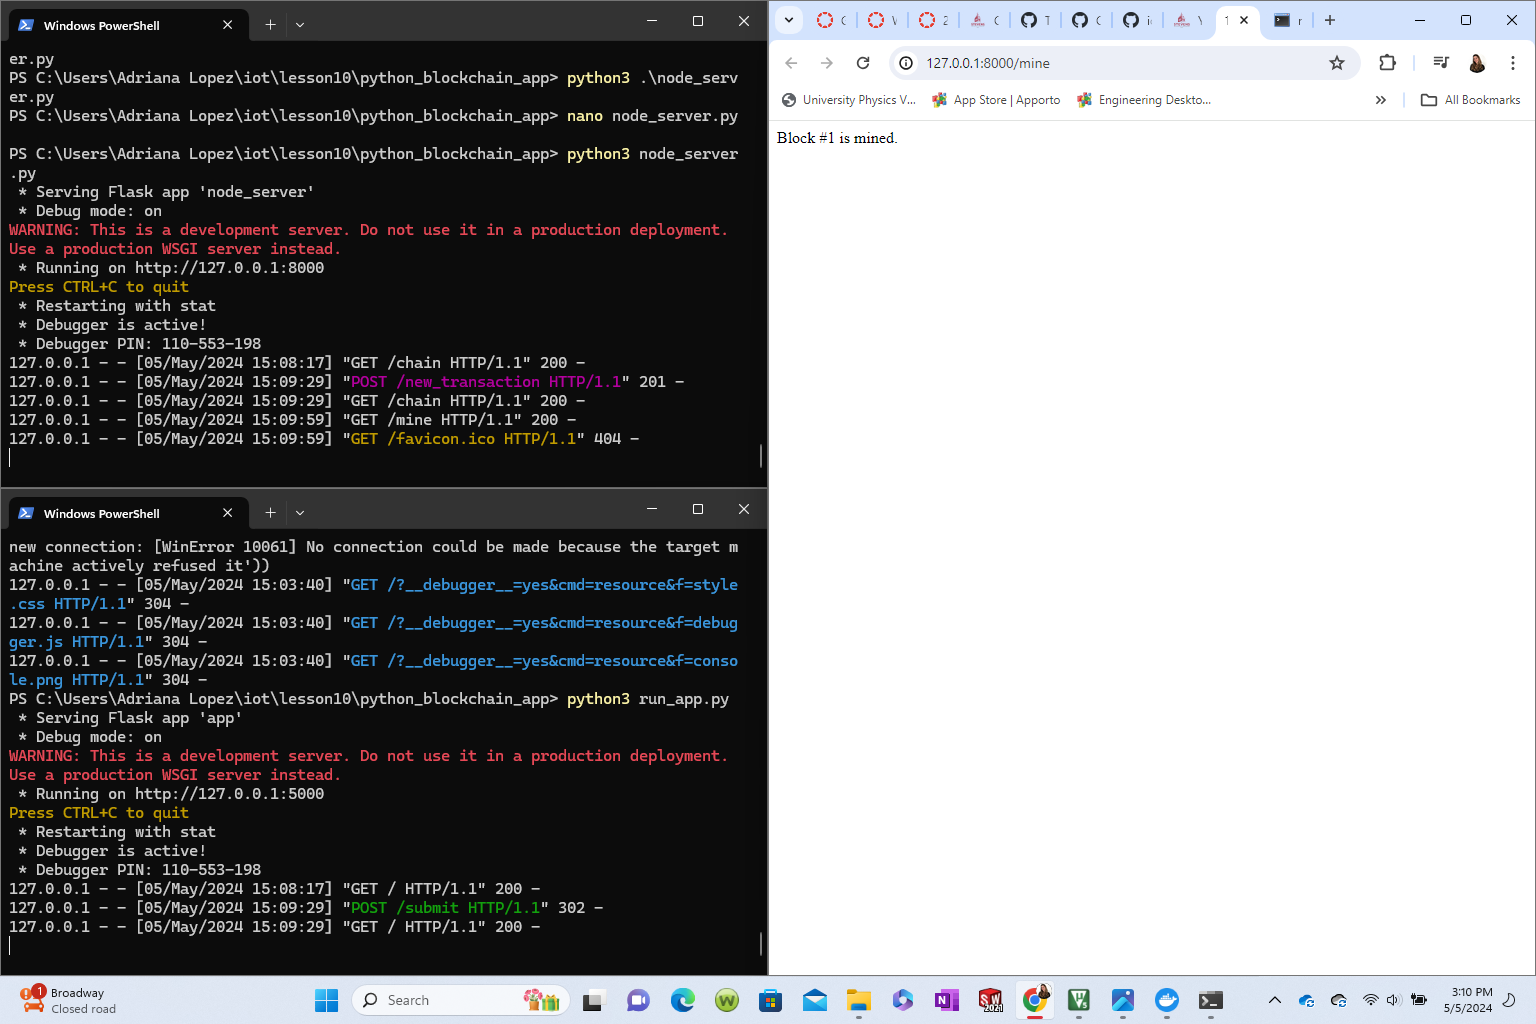 Windows PowerShell
er.py
PS C:\Users\Adriana Lopez\iot\lesson10\python_blockchain_app> python3 .\node_serv
er.py
PS C:\Users\Adriana Lopez\iot\lesson10\python_blockchain_app> nano node_server.py
PS C:\Users\Adriana Lopez\iot\lesson10\python_blockchain_app> python3 node_server
.py
* Serving Flask app 'node_server'
* Debug mode: on
WARNING: This is a development server. Do not use it in a production deployment.
Use a production WSGI server instead.
* Running on http://127.0.0.1:8000
Press CTRL+C to quit
* Restarting with stat
* Debugger is active!
* Debugger PIN: 110-553-198
127.0.0.1 - - [05/May/2024 15:08:17] "GET /chain HTTP/1.1" 200 -
127.0.0.1 - - [05/May/2024 15:09:29] "POST /new_transaction HTTP/1.1" 201 -
127.0.0.1 - - [05/May/2024 15:09:29] "GET /chain HTTP/1.1" 200 -
127.0.0.1 - - [05/May/2024 15:09:59] "GET /mine HTTP/1.1" 200 -
127.0.0.1 - - [05/May/2024 15:09:59] "GET /favicon.ico HTTP/1.1" 404 -
Windows PowerShell
new connection: [WinError 10061] No connection could be made because the target m
achine actively refused it'))
127.0.0.1 - - [05/May/2024 15:03:40] "GET /?__debugger__=yes&cmd=resource&f=style
.css HTTP/1.1" 304 -
127.0.0.1 - - [05/May/2024 15:03:40] "GET /?__debugger__=yes&cmd=resource&f=debug
ger.js HTTP/1.1" 304 -
127.0.0.1 - - [05/May/2024 15:03:40] "GET /?__debugger__=yes&cmd=resource&f=conso
le.png HTTP/1.1" 304 -
PS C:\Users\Adriana Lopez\iot\lesson10\python_blockchain_app> python3 run_app.py
* Serving Flask app 'app'
* Debug mode: on
WARNING: This is a development server. Do not use it in a production deployment.
Use a production WSGI server instead.
* Running on http://127.0.0.1:5000
Press CTRL+C to quit
* Restarting with stat
* Debugger is active!
* Debugger PIN: 110-553-198
127.0.0.1 - - [05/May/2024 15:08:17] "GET / HTTP/1.1" 200 -
127.0.0.1 - - [05/May/2024 15:09:29] "POST /submit HTTP/1.1" 302 -
127.0.0.1 - - [05/May/2024 15:09:29] "GET / HTTP/1.1" 200 -
127.0.0.1:8000/mine
University Physics V... App Store | Apporto Engineering Deskto... All Bookmarks
Block #1 is mined.
1
Broadway
Closed road
Search
SW
2021
3:10 PM
5/5/2024